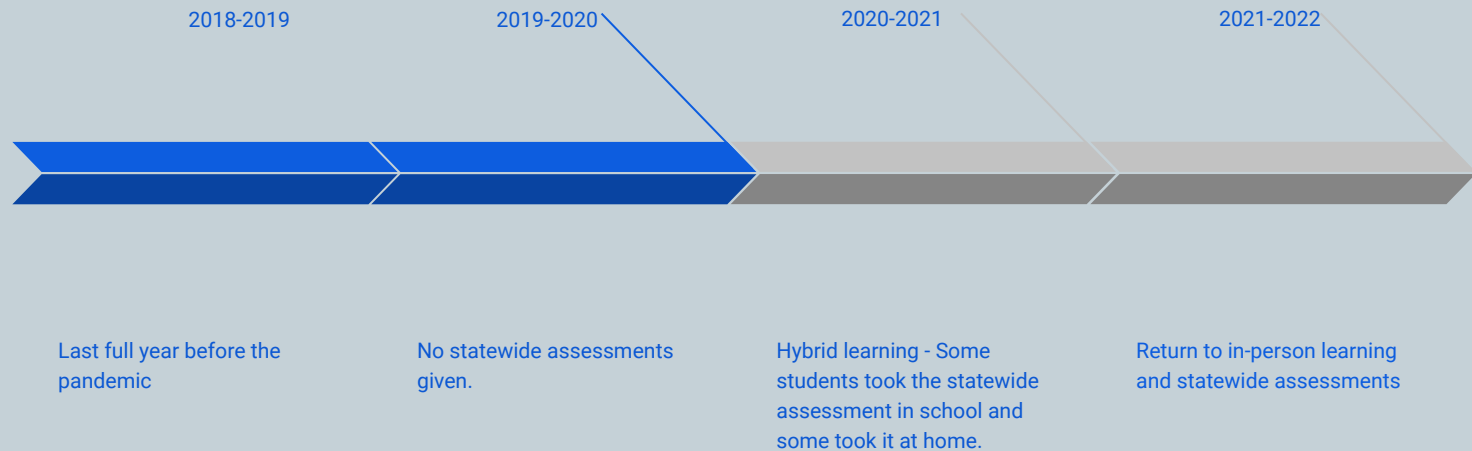 2018-2019
2019-2020
2020-2021
2021-2022
Last full year before the
pandemic
No statewide assessments
given.
Hybrid learning - Some
students took the statewide
assessment in school and
some took it at home.
Return to in-person learning
and statewide assessments